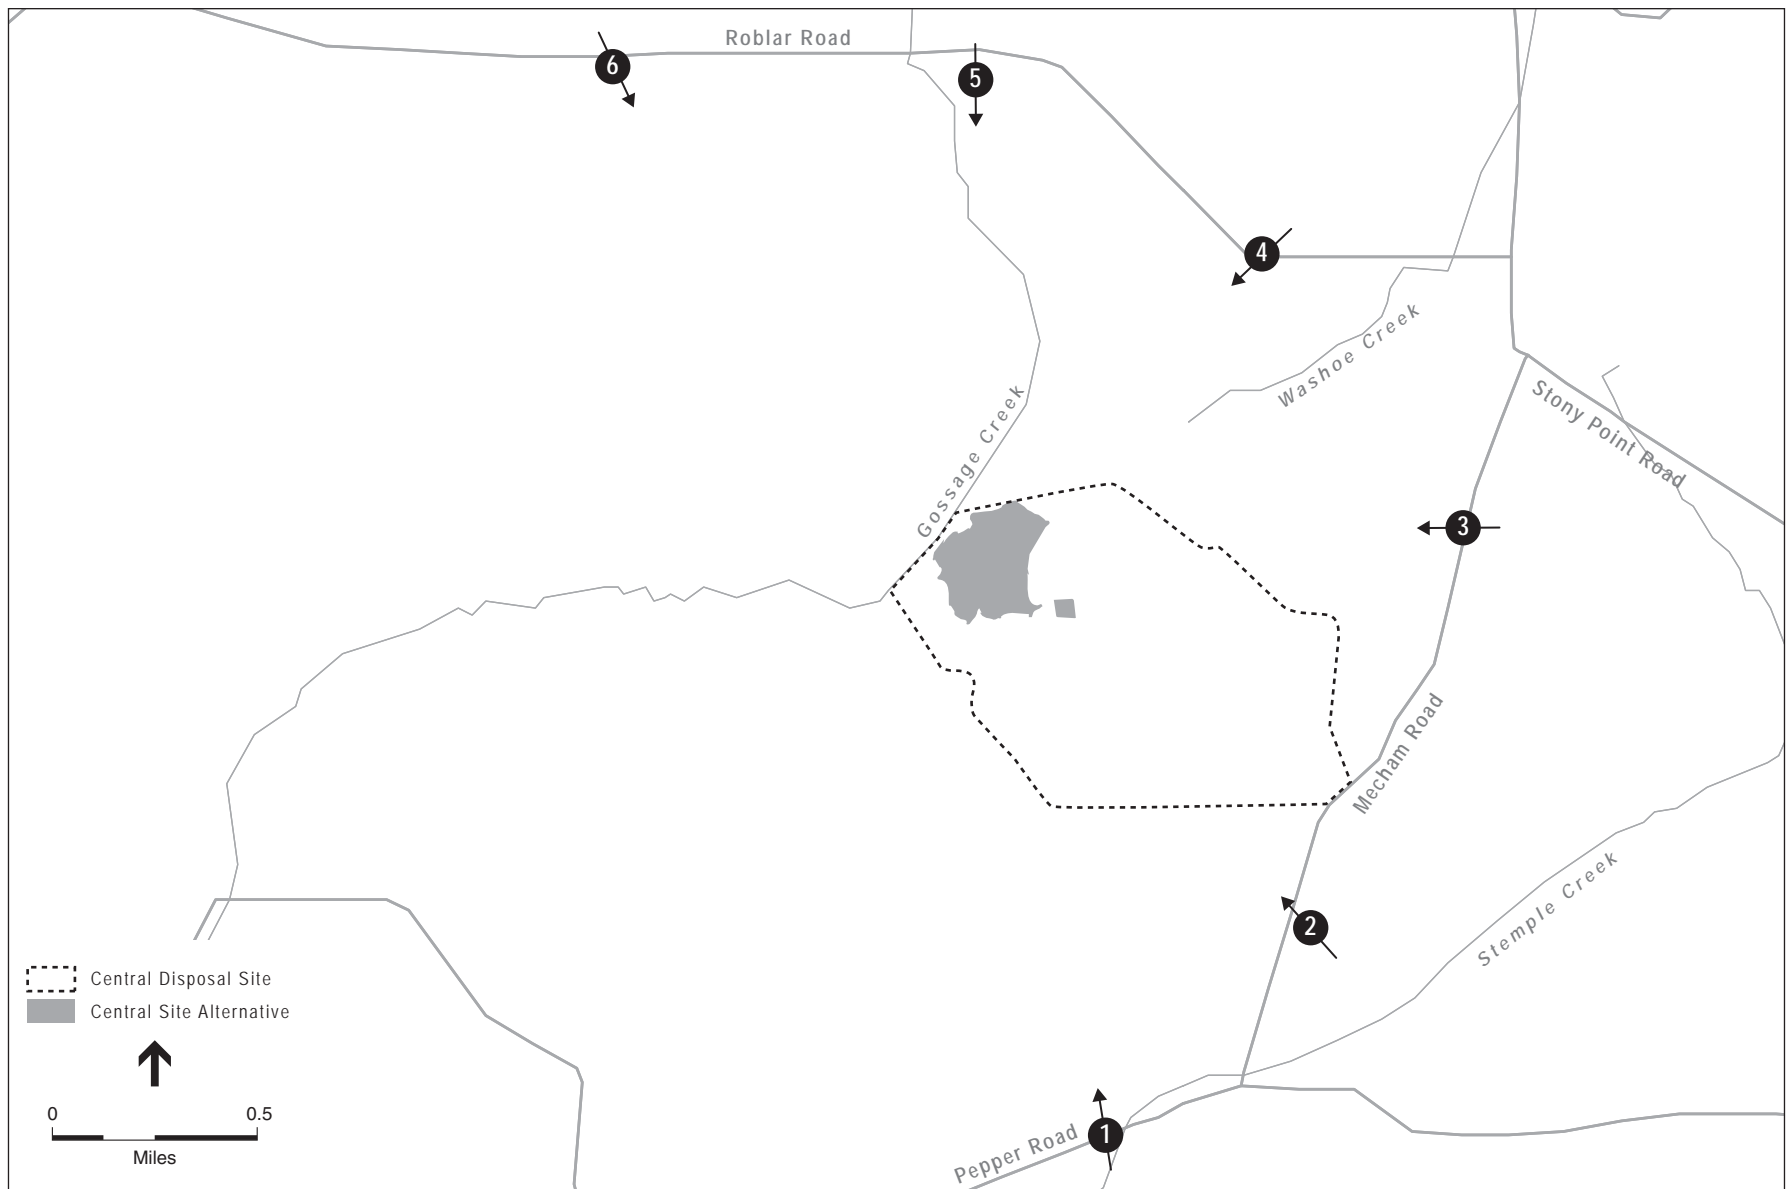 Roblar Road
6
5
4
Washoe Creek
Stony Point Road
Gossage Creek
3
Mecham Road
2
Stemple Creek
Central Disposal Site
Central Site Alternative
0 0.5
Miles
1
Pepper Road